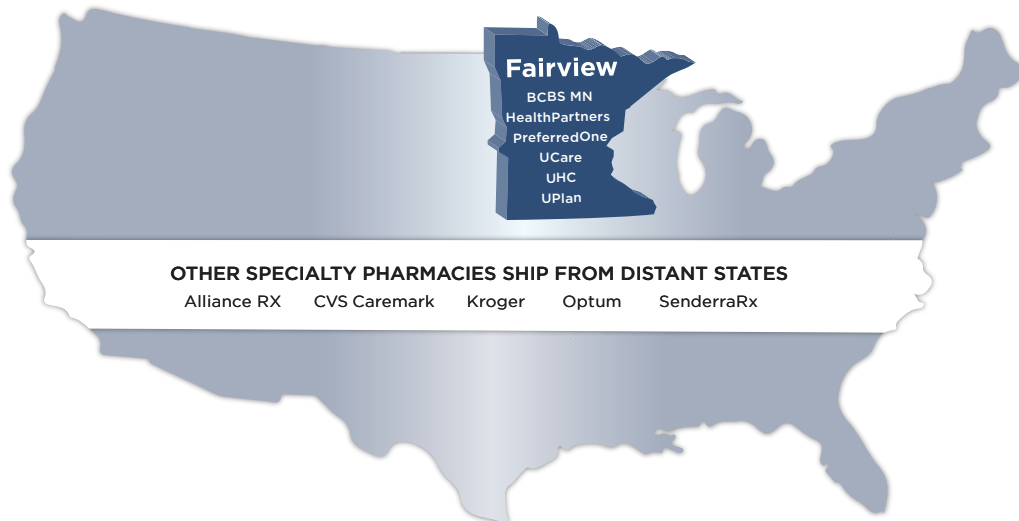 Fairview
BCBS MN
HealthPartners
PreferredOne
UCare
UHC
UPlan
OTHER SPECIALTY PHARMACIES SHIP FROM DISTANT STATES
Alliance RX CVS Caremark Kroger Optum SenderraRx